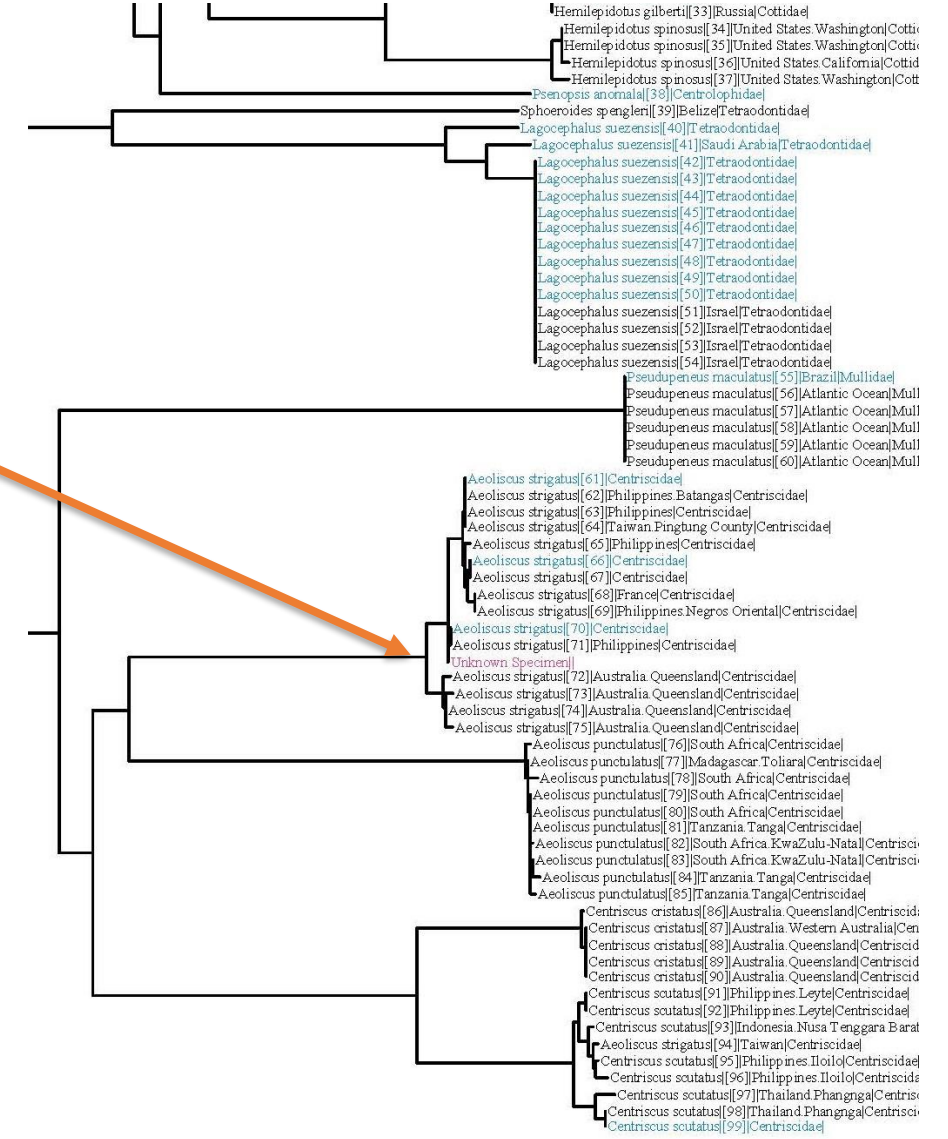 Hemilepidotus gilberti|[33]|Russia|Cottidae|
Hemilepidotus spinosus|[34]|United States.Washington|Cottic
Hemilepidotus spinosus|[35]|United States.Washington|Cottic
Hemilepidotus spinosus|[36]|United States.California|Cottid
Hemilepidotus spinosus|[37]|United States.Washington|Cott
Psenopsis anomala|[38]|Centrolophidae|
Sphoeroides spengleri|[39]|Belize|Tetraodontidae|
Lagocephalus suezensis|[40]|Tetraodontidae|
Lagocephalus suezensis|[41]|Saudi Arabia|Tetraodontidae|
Lagocephalus suezensis|[42]|Tetraodontidae|
Lagocephalus suezensis|[43]|Tetraodontidae|
Lagocephalus suezensis|[44]|Tetraodontidae|
Lagocephalus suezensis|[45]|Tetraodontidae|
Lagocephalus suezensis|[46]|Tetraodontidae|
Lagocephalus suezensis|[47]|Tetraodontidae|
Lagocephalus suezensis|[48]|Tetraodontidae|
Lagocephalus suezensis|[49]|Tetraodontidae|
Lagocephalus suezensis|[50]|Tetraodontidae|
Lagocephalus suezensis|[51]|Israel|Tetraodontidae|
Lagocephalus suezensis|[52]|Israel|Tetraodontidae|
Lagocephalus suezensis|[53]|Israel|Tetraodontidae|
Lagocephalus suezensis|[54]|Israel|Tetraodontidae|
Pseudupeneus maculatus|[55]|Brazil|Mullidae|
Pseudupeneus maculatus|[56]|Atlantic Ocean|Mull
Pseudupeneus maculatus|[57]|Atlantic Ocean|Mull
Pseudupeneus maculatus|[58]|Atlantic Ocean|Mull
Pseudupeneus maculatus|[59]|Atlantic Ocean|Mull
Pseudupeneus maculatus|[60]|Atlantic Ocean|Mull
Aeoliscus strigatus|[61]|Centriscidae|
Aeoliscus strigatus|[62]|Philippines.Batangas|Centriscidae|
Aeoliscus strigatus|[63]|Philippines|Centriscidae|
Aeoliscus strigatus|[64]|Taiwan.Pingtung County|Centriscidae|
Aeoliscus strigatus|[65]|Philippines|Centriscidae|
Aeoliscus strigatus|[66]|Centriscidae|
Aeoliscus strigatus|[67]|Centriscidae|
Aeoliscus strigatus|[68]|France|Centriscidae|
Aeoliscus strigatus|[69]|Philippines.Negros Oriental|Centriscidae|
Aeoliscus strigatus|[70]|Centriscidae|
Aeoliscus strigatus|[71]|Philippines|Centriscidae|
Unknown Specimen||
Aeoliscus strigatus|[72]|Australia.Queensland|Centriscidae|
Aeoliscus strigatus|[73]|Australia.Queensland|Centriscidae|
Aeoliscus strigatus|[74]|Australia.Queensland|Centriscidae|
Aeoliscus strigatus|[75]|Australia.Queensland|Centriscidae|
Aeoliscus punctulatus|[76]|South Africa|Centriscidae|
Aeoliscus punctulatus|[77]|Madagascar.Toliara|Centriscidae|
Aeoliscus punctulatus|[78]|South Africa|Centriscidae|
Aeoliscus punctulatus|[79]|South Africa|Centriscidae|
Aeoliscus punctulatus|[80]|South Africa|Centriscidae|
Aeoliscus punctulatus|[81]|Tanzania.Tanga|Centriscidae|
Aeoliscus punctulatus|[82]|South Africa.KwaZulu-Natal|Centrisci
Aeoliscus punctulatus|[83]|South Africa.KwaZulu-Natal|Centrisci
Aeoliscus punctulatus|[84]|Tanzania.Tanga|Centriscidae|
Aeoliscus punctulatus|[85]|Tanzania.Tanga|Centriscidae|
Centriscus cristatus|[86]|Australia.Queensland|Centriscida
Centriscus cristatus|[87]|Australia.Western Australia|Cen
Centriscus cristatus|[88]|Australia.Queensland|Centriscid
Centriscus cristatus|[89]|Australia.Queensland|Centriscid
Centriscus cristatus|[90]|Australia.Queensland|Centriscid
Centriscus scutatus|[91]|Philippines.Leyte|Centriscidae|
Centriscus scutatus|[92]|Philippines.Leyte|Centriscidae|
Centriscus scutatus|[93]|Indonesia.Nusa Tenggara Barat
Aeoliscus strigatus|[94]|Taiwan|Centriscidae|
Centriscus scutatus|[95]|Philippines.Iloilo|Centriscidae|
Centriscus scutatus|[96]|Philippines.Iloilo|Centriscida
Centriscus scutatus|[97]|Thailand.Phangnga|Centris
Centriscus scutatus|[98]|Thailand.Phangnga|Centrisci
Centriscus scutatus|[99]|Centriscidae|